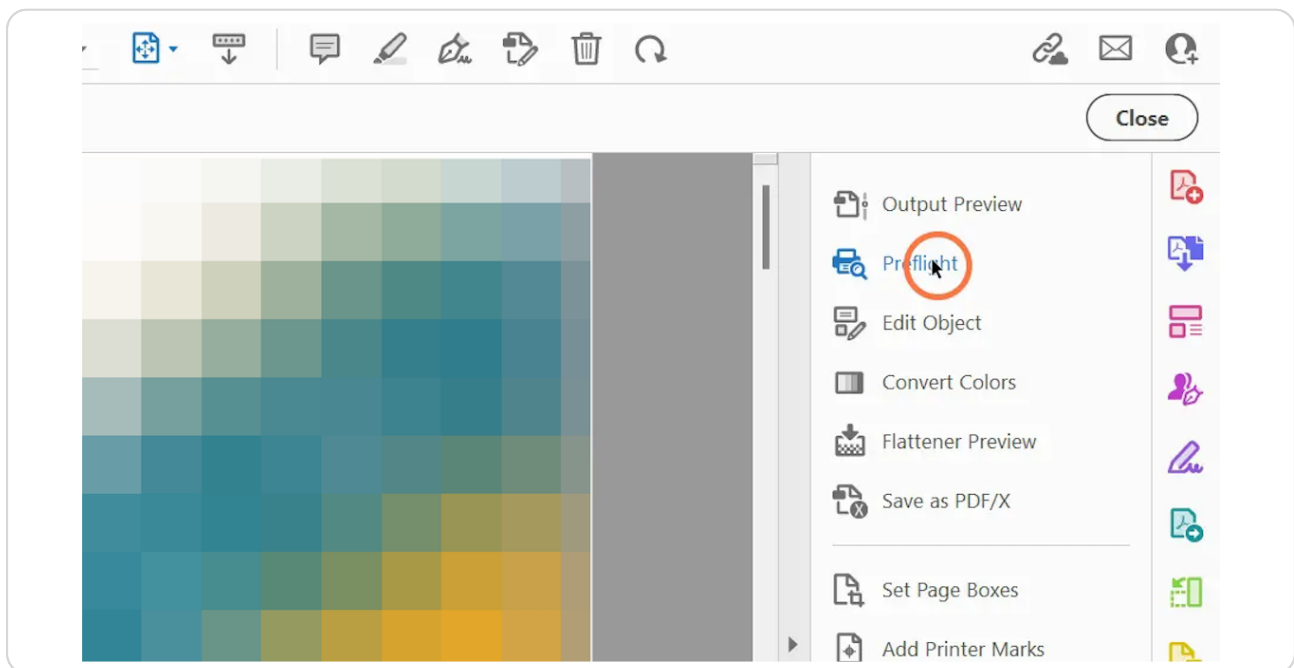 Close
Output Preview
Preflight
Edit Object
Convert Colors
Flattener Preview
Save as PDF/X
Set Page Boxes
Add Printer Marks